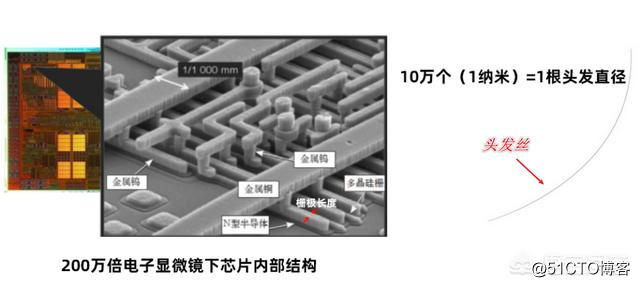 1/1 000 mm
10万个（1纳米）=1根头发直径
头发丝
金属钨
金属钨
多晶硅栅
金属铜
栅极长度
N型半导体
200万倍电子显微镜下芯片内部结构
@51CTO博客